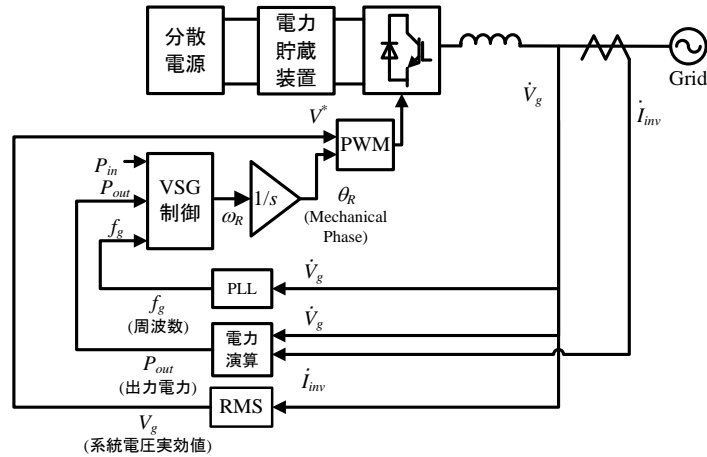 分散
電源
電力
貯蔵
装置
Grid
V̇g
İinv
V*
PWM
Pin
Pout
fg
VSG
制御
ωR
1/s
θR
(Mechanical
Phase)
PLL
V̇g
fg
(周波数)
電力
演算
V̇g
Pout
(出力電力)
İinv
RMS
Vg
(系統電圧実効値)